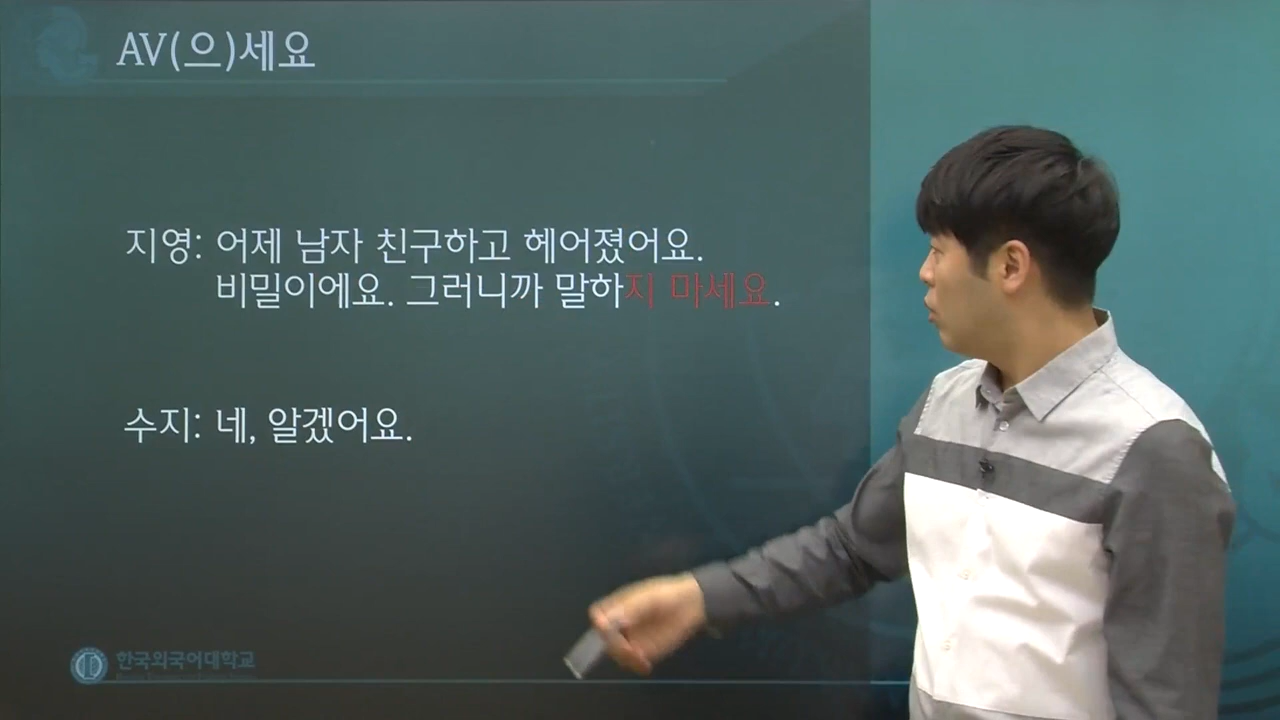 AV(으)세요
지영: 어제 남자 친구하고 헤어졌어요.
비밀이에요. 그러니까 말하지 마세요.
수지: 네, 알겠어요.
한국외국어대학교